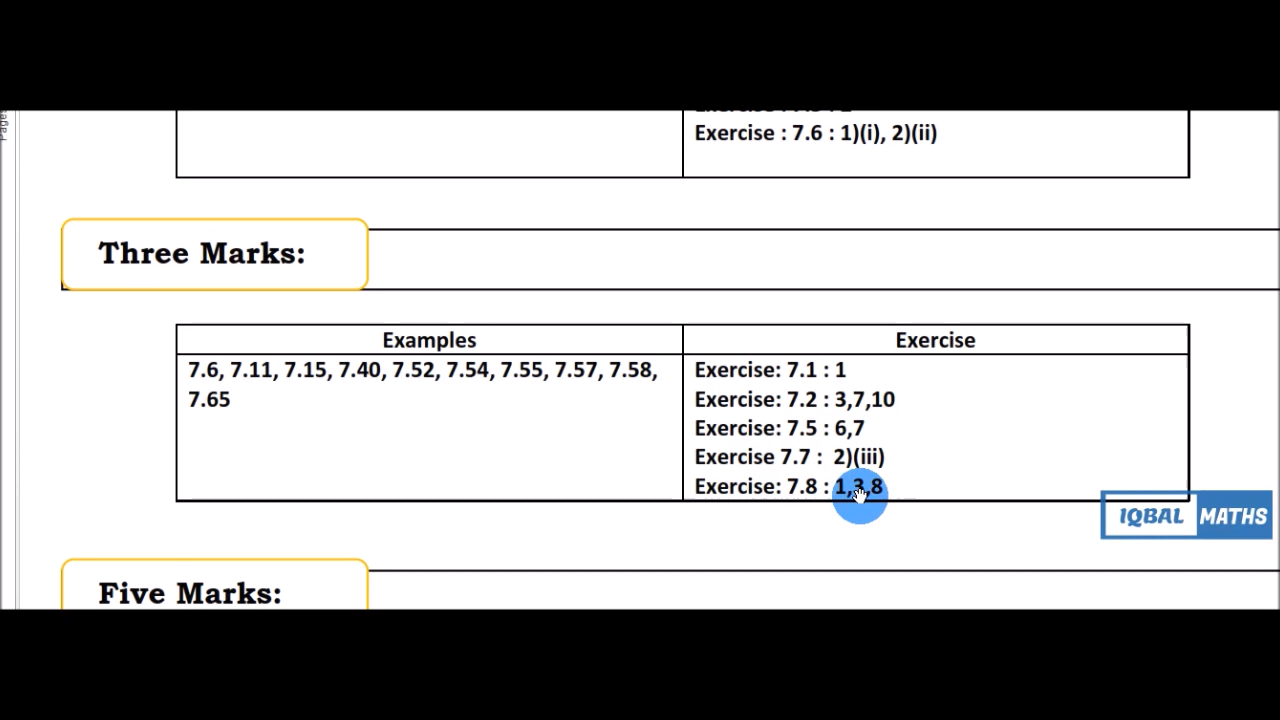 Pages
Exercise : 7.6 : 1)(i), 2)(ii)
Three Marks:
Examples
Exercise
7.6, 7.11, 7.15, 7.40, 7.52, 7.54, 7.55, 7.57, 7.58,
7.65
Exercise: 7.1 : 1
Exercise: 7.2 : 3,7,10
Exercise: 7.5 : 6,7
Exercise 7.7 :  2)(iii)
Exercise: 7.8 : 1,3,8
IQBAL MATHS
Five Marks: